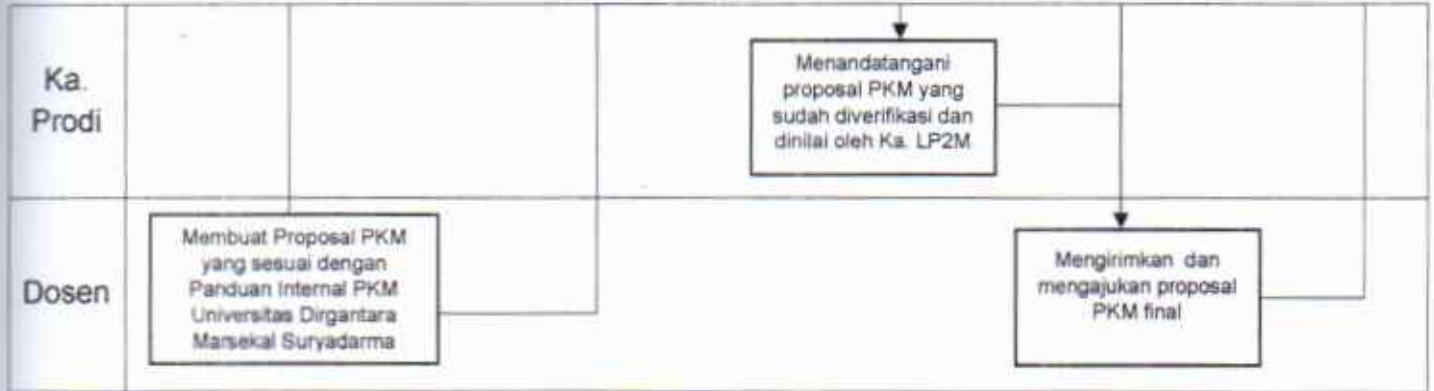 Ka.
Prodi
Menandatangani
proposal PKM yang
sudah diverifikasi dan
dinilai oleh Ka. LP2M
Dosen
Membuat Proposal PKM
yang sesuai dengan
Panduan Internal PKM
Universitas Dirgantara
Marsekal Suryadarma
Mengirimkan dan
mengajukan proposal
PKM final